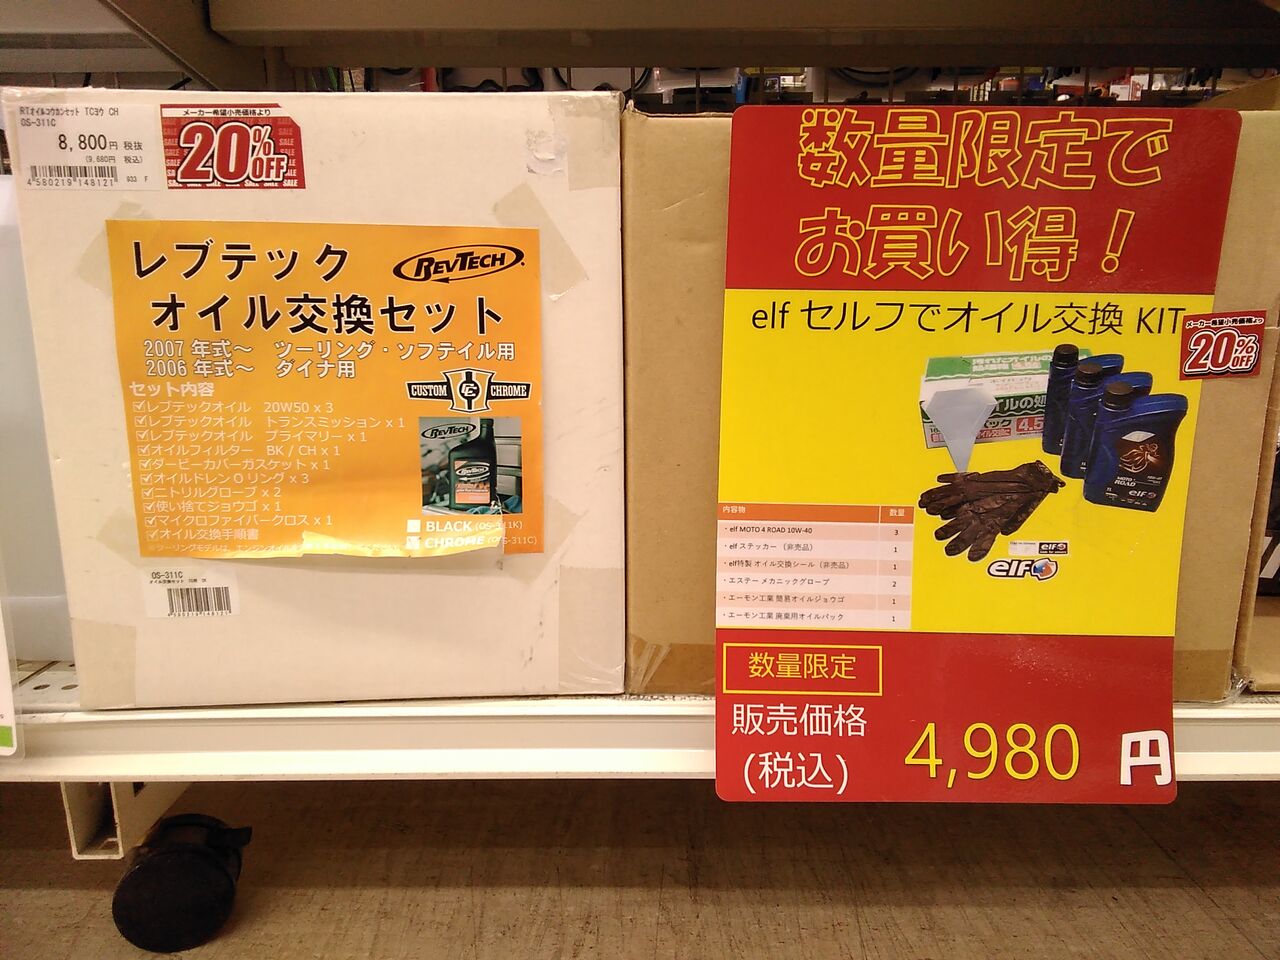 RTオイルコウカンセット TCヨウ CH
OS-311C
8,800円 税抜
(9,680円 税込)
4580219148121
933 F
メーカー希望小売価格より
20%OFF
SALE
レブテック
REVTECH
オイル交換セット
2007 年式～ ツーリング・ソフテイル用
2006 年式～ ダイナ用
セット内容
CUSTOM CC CHROME
レブテックオイル 20W50 x 3
レブテックオイル トランスミッション x 1
レブテックオイル プライマリー x 1
オイルフィルター BK / CH x 1
ダービーカバーガスケット x 1
オイルドレンOリング x 3
ニトリルグローブ x 2
使い捨てジョウゴ x 1
マイクロファイバークロス x 1
オイル交換手順書
REVTECH
BLACK (OS-311K)
CHROME (OS-311C)
OS-311C
数量限定で
お買い得！
elf セルフでオイル交換 KIT
メーカー希望小売価格より
20%OFF
4.5
MOTO 4
ROAD
elf
内容物 数量
・elf MOTO 4 ROAD 10W-40 3
・elf ステッカー（非売品） 1
・elf特製 オイル交換シール（非売品） 1
・エステー メカニックグローブ 2
・エーモン工業 簡易オイルジョウゴ 1
・エーモン工業 廃棄用オイルパック 1
elf
elf
数量限定
販売価格
(税込)
4,980 円